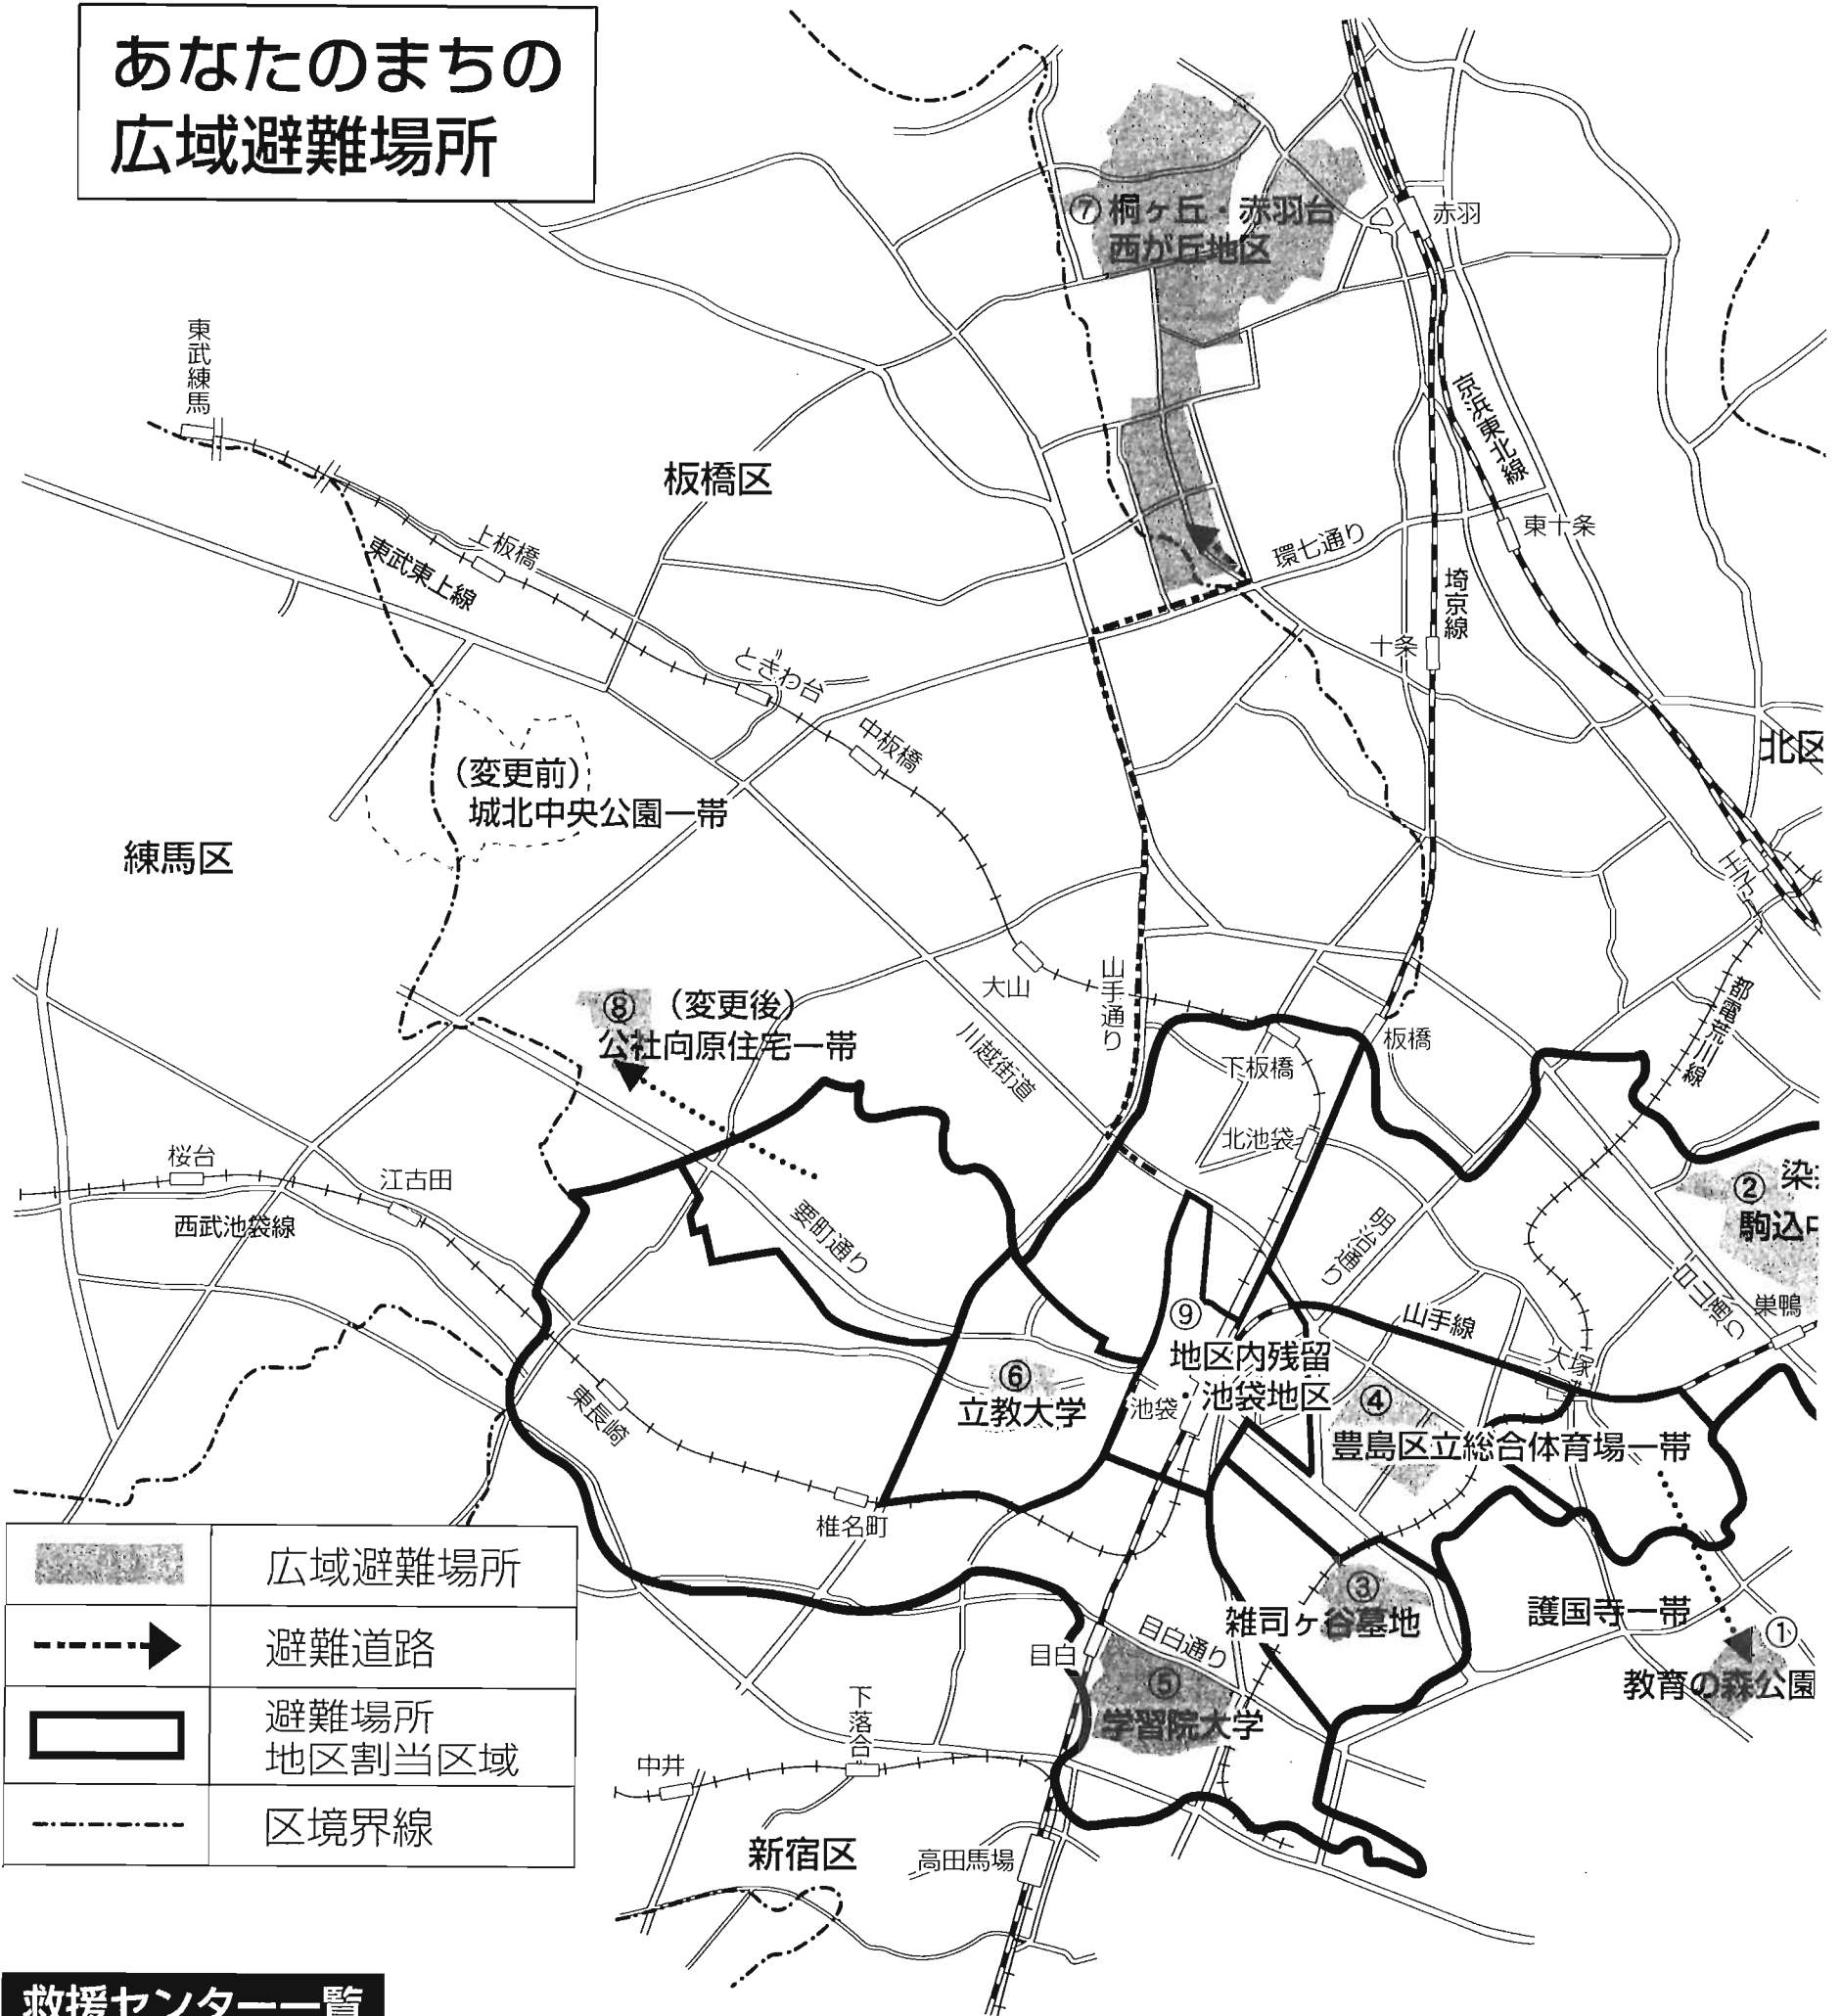 あなたのまちの
広域避難場所
⑦桐ヶ丘・赤羽台
西が丘地区
赤羽
東武練馬
板橋区
京浜東北線
上板橋
東武東上線
環七通り
東十条
埼京線
十条
ときわ台
中板橋
北区
（変更前）
城北中央公園一帯
練馬区
王子
都電荒川線
大山
山手通り
⑧（変更後）
公社向原住宅一帯
川越街道
板橋
下板橋
北池袋
桜台
江古田
西武池袋線
要町通り
明治通り
②
駒込
巣鴨
山手線
⑨
地区内残留
池袋地区
大塚
⑥
立教大学
池袋
④
豊島区立総合体育場一帯
東長崎
椎名町
③
雑司ヶ谷墓地
護国寺一帯
①
教育の森公園
目白
目白通り
⑤
学習院大学
下落合
中井
新宿区
高田馬場
広域避難場所
避難道路
避難場所
地区割当区域
区境界線
救援センター一覧